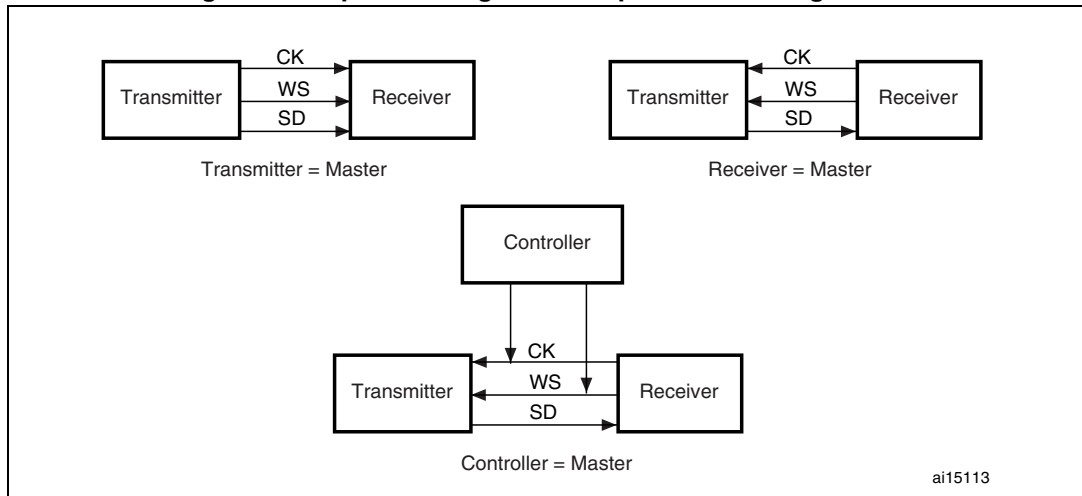 CK
WS
SD
Transmitter
Receiver
Transmitter = Master
CK
WS
SD
Transmitter
Receiver
Receiver = Master
Controller
CK
WS
SD
Transmitter
Receiver
Controller = Master
ai15113